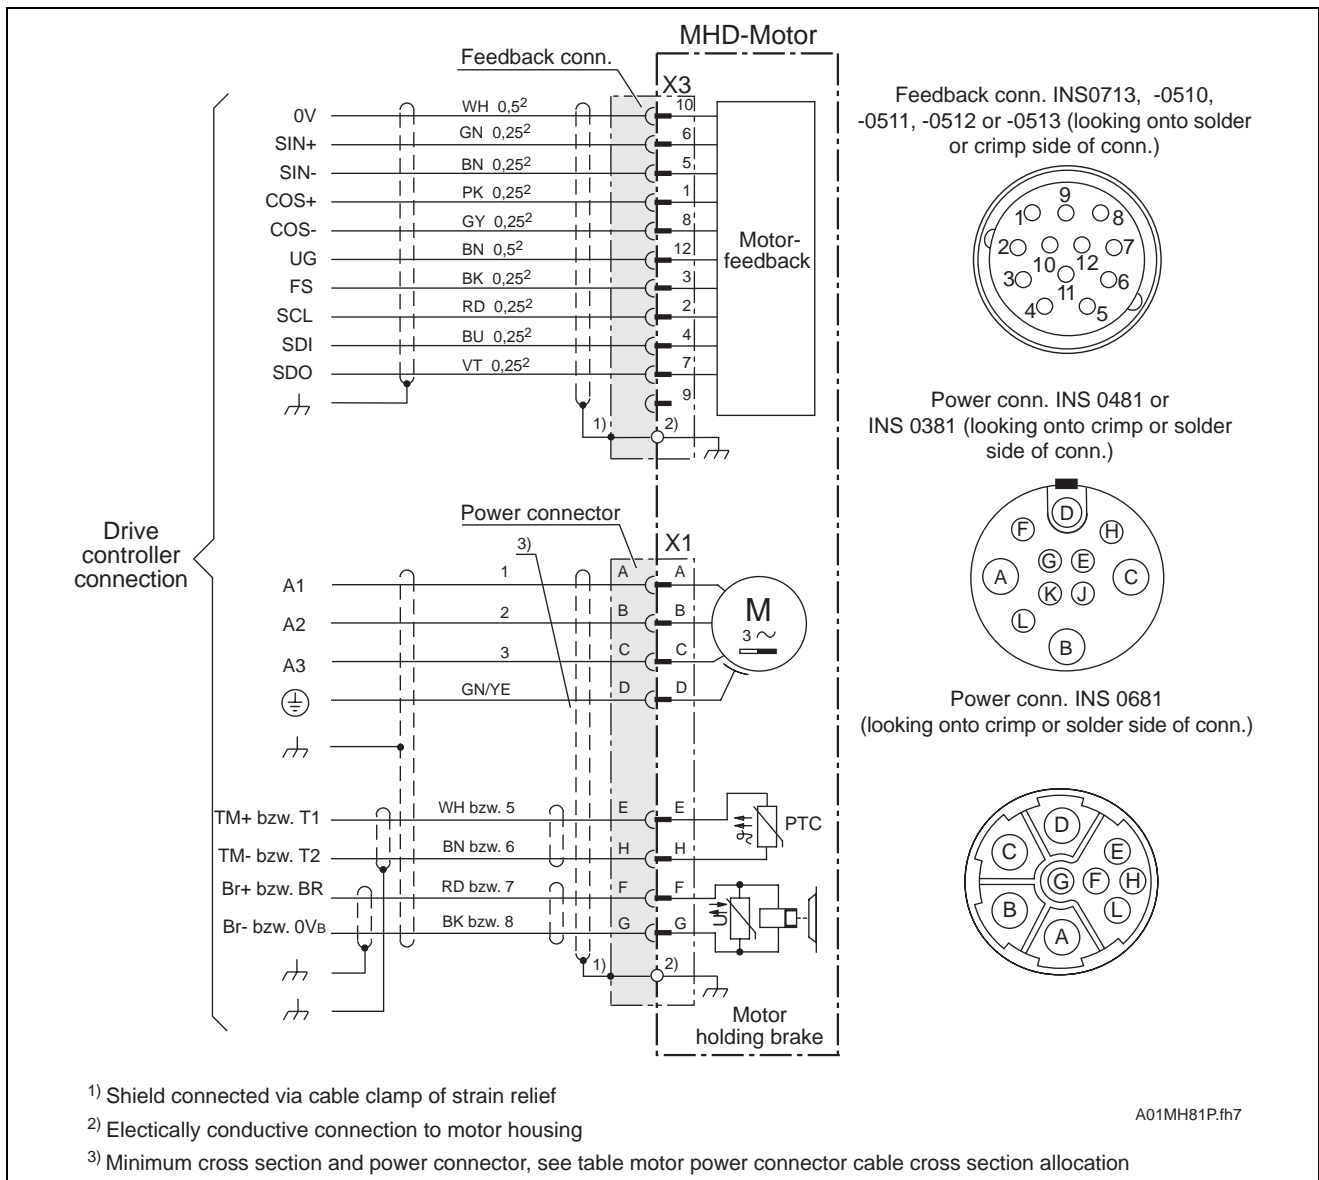 MHD-Motor
Feedback conn.
X3
0V WH 0,5² 10
SIN+ GN 0,25² 6
SIN- BN 0,25² 5
COS+ PK 0,25² 1
COS- GY 0,25² 8
UG BN 0,5² 12
FS BK 0,25² 3
SCL RD 0,25² 2
SDI BU 0,25² 4
SDO VT 0,25² 7
9
1) 2)
Motor-
feedback
Feedback conn. INS0713, -0510,
-0511, -0512 or -0513 (looking onto solder
or crimp side of conn.)
9
1 8
2 10 12 7
3 11 6
4 5
Power conn. INS 0481 or
INS 0381 (looking onto crimp or solder
side of conn.)
D
F H
G E
A C
K J
L
B
Drive
controller
connection
Power connector
3)
X1
A1 1 A A
A2 2 B B
A3 3 C C
GN/YE D D
M
3 ~
TM+ bzw. T1 WH bzw. 5 E E
PTC
TM- bzw. T2 BN bzw. 6 H H
Br+ bzw. BR RD bzw. 7 F F
U
Br- bzw. 0VB BK bzw. 8 G G
1) 2)
Motor
holding brake
Power conn. INS 0681
(looking onto crimp or solder side of conn.)
D
C E
G F H
B L
A
1) Shield connected via cable clamp of strain relief
2) Electically conductive connection to motor housing
3) Minimum cross section and power connector, see table motor power connector cable cross section allocation
A01MH81P.fh7